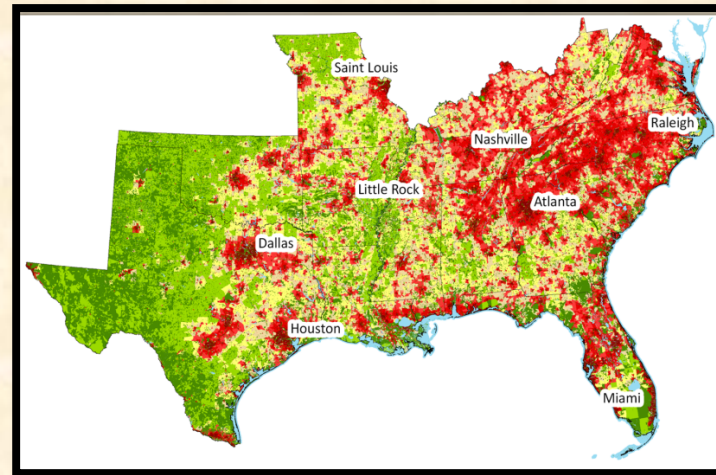 Saint Louis
Raleigh
Nashville
Little Rock
Atlanta
Dallas
Houston
Miami